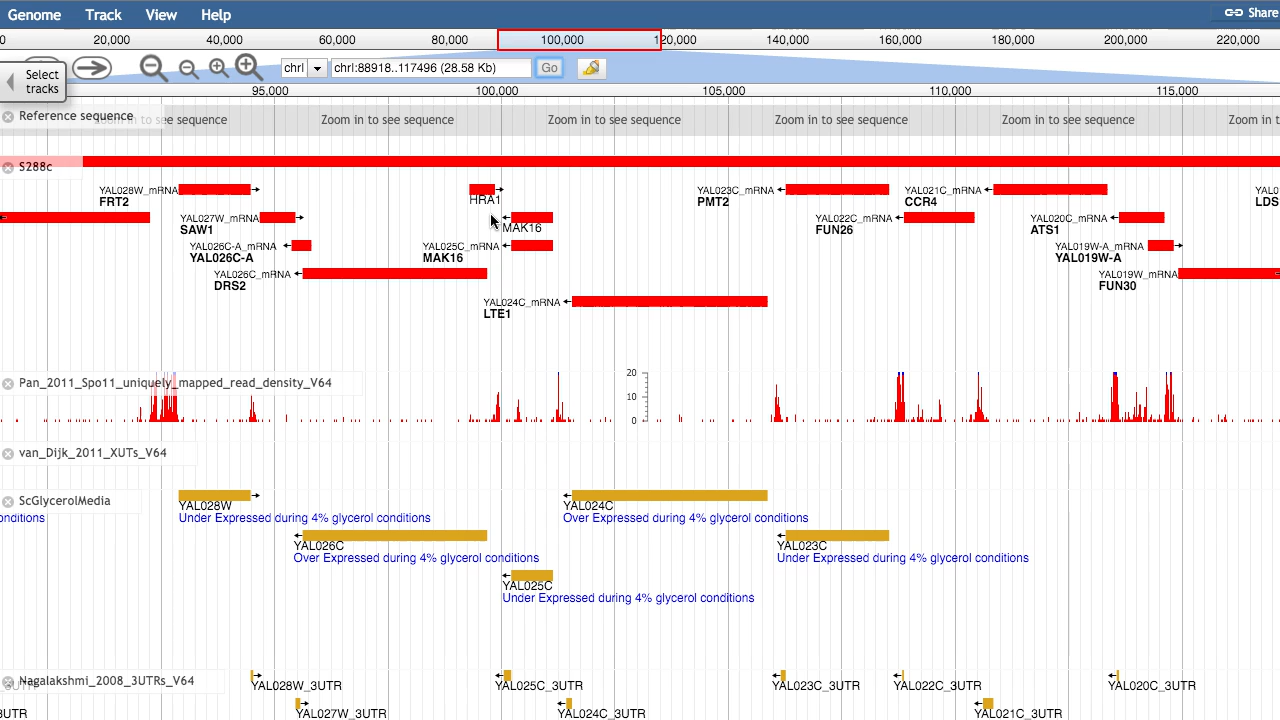 Genome Track View Help Share
0 20,000 40,000 60,000 80,000 100,000 120,000 140,000 160,000 180,000 200,000 220,000
chrI chrI:88918..117496 (28.58 Kb) Go
Select
tracks
95,000 100,000 105,000 110,000 115,000
Reference sequence
Zoom in to see sequence Zoom in to see sequence Zoom in to see sequence Zoom in to see sequence Zoom in to see sequence Zoom in t
S288c
YAL028W_mRNA YAL023C_mRNA YAL021C_mRNA YAL0
FRT2 HRA1 PMT2 CCR4 LDS
YAL027W_mRNA YAL022C_mRNA YAL020C_mRNA
SAW1 MAK16 FUN26 ATS1
YAL026C-A_mRNA YAL025C_mRNA YAL019W-A_mRNA
YAL026C-A MAK16 YAL019W-A
YAL026C_mRNA YAL019W_mRNA
DRS2 FUN30
YAL024C_mRNA
LTE1
Pan_2011_Spo11_uniquely_mapped_read_density_V64
20
10
0
van_Dijk_2011_XUTs_V64
ScGlycerolMedia
YAL028W YAL024C
onditions Under Expressed during 4% glycerol conditions Over Expressed during 4% glycerol conditions
YAL026C YAL023C
Over Expressed during 4% glycerol conditions Under Expressed during 4% glycerol conditions
YAL025C
Under Expressed during 4% glycerol conditions
Nagalakshmi_2008_3UTRs_V64
YAL028W_3UTR YAL025C_3UTR YAL023C_3UTR YAL022C_3UTR YAL020C_3UTR
3UTR YAL027W_3UTR YAL024C_3UTR YAL021C_3UTR